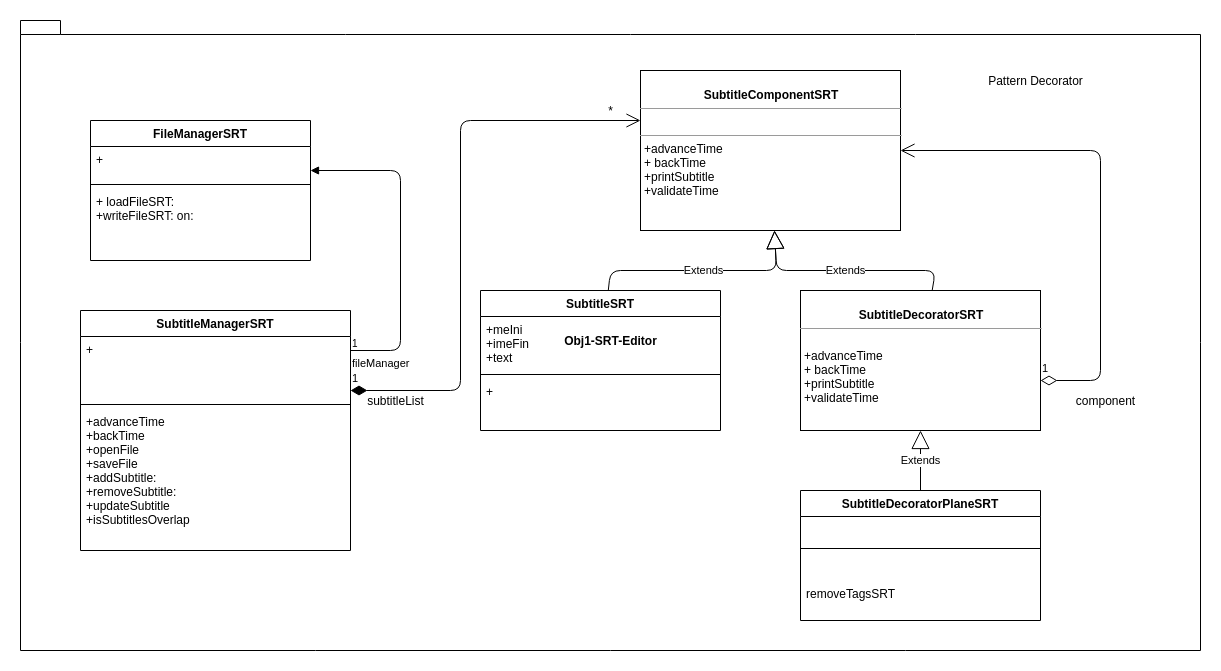 Pattern Decorator
SubtitleComponentSRT
+advanceTime
+ backTime
+printSubtitle
+validateTime
*
FileManagerSRT
+
+ loadFileSRT:
+writeFileSRT: on:
Extends
Extends
SubtitleManagerSRT
+
+advanceTime
+backTime
+openFile
+saveFile
+addSubtitle:
+removeSubtitle:
+updateSubtitle
+isSubtitlesOverlap
1
fileManager
1
subtitleList
SubtitleSRT
+meIni
+imeFin
+text
Obj1-SRT-Editor
+
SubtitleDecoratorSRT
+advanceTime
+ backTime
+printSubtitle
+validateTime
1
component
Extends
SubtitleDecoratorPlaneSRT
removeTagsSRT